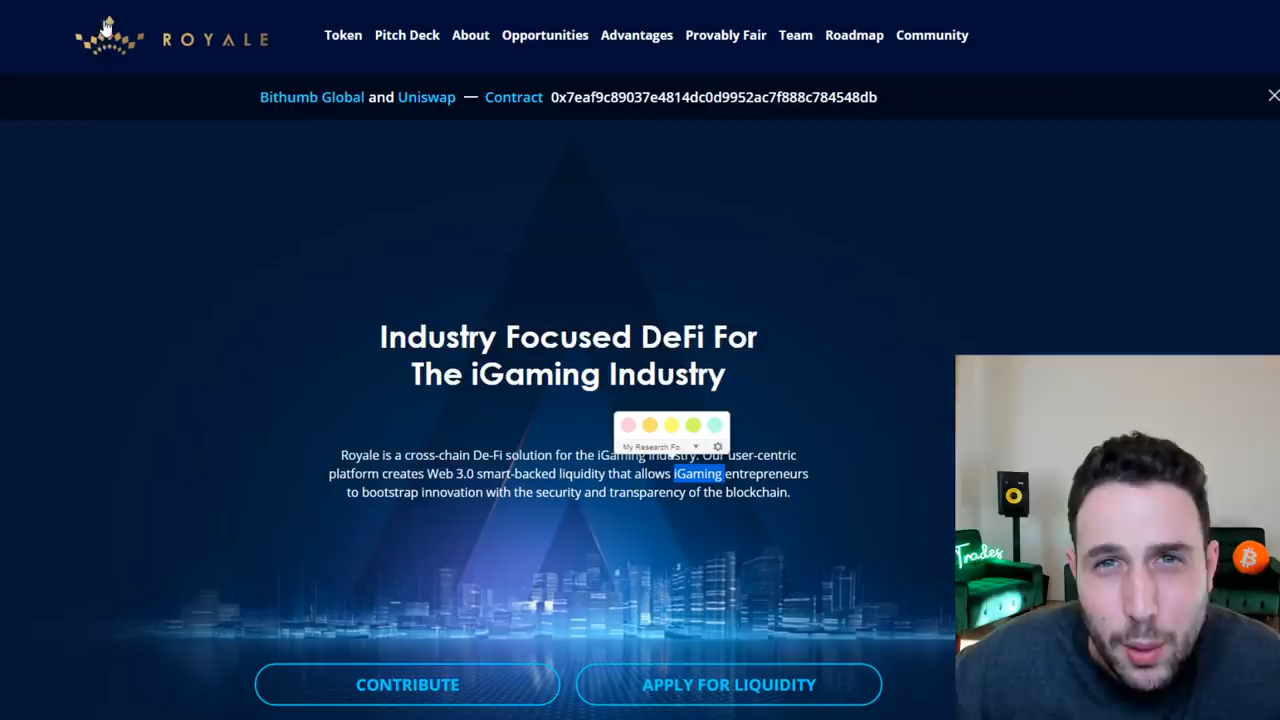 ROYALE
Token Pitch Deck About Opportunities Advantages Provably Fair Team Roadmap Community
Bithumb Global and Uniswap — Contract 0x7eaf9c89037e4814dc0d9952ac7f888c784548db
Industry Focused DeFi For
The iGaming Industry
My Research Fo
Royale is a cross-chain De-Fi solution for the iGaming industry. Our user-centric
platform creates Web 3.0 smart-backed liquidity that allows iGaming entrepreneurs
to bootstrap innovation with the security and transparency of the blockchain.
Trades
CONTRIBUTE
APPLY FOR LIQUIDITY